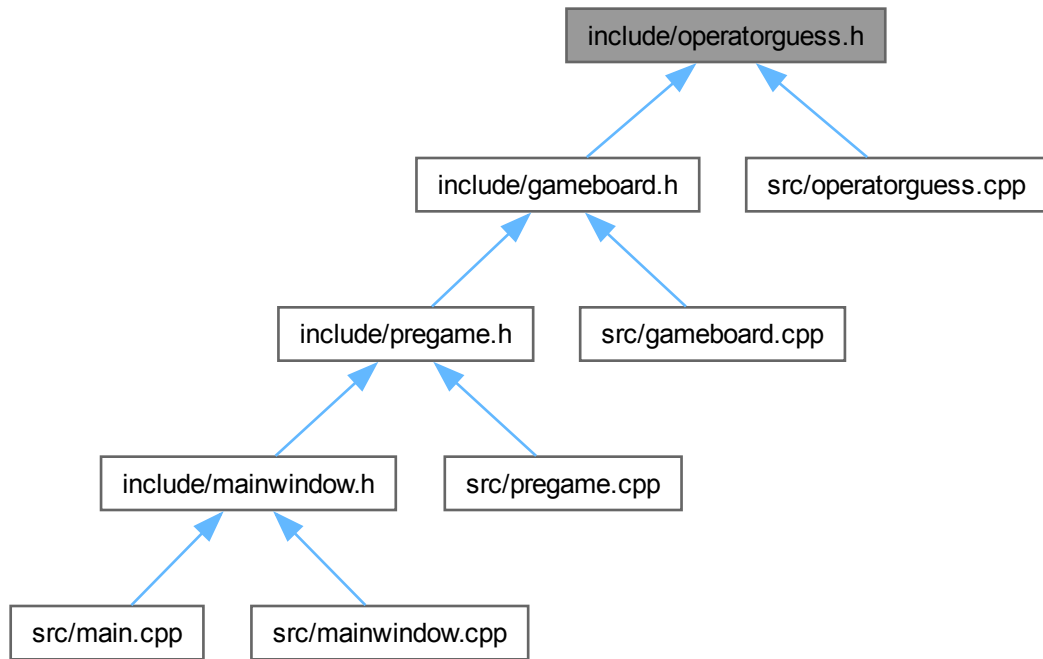 include/operatorguess.h
include/gameboard.h
src/operatorguess.cpp
include/pregame.h
src/gameboard.cpp
include/mainwindow.h
src/pregame.cpp
src/main.cpp
src/mainwindow.cpp